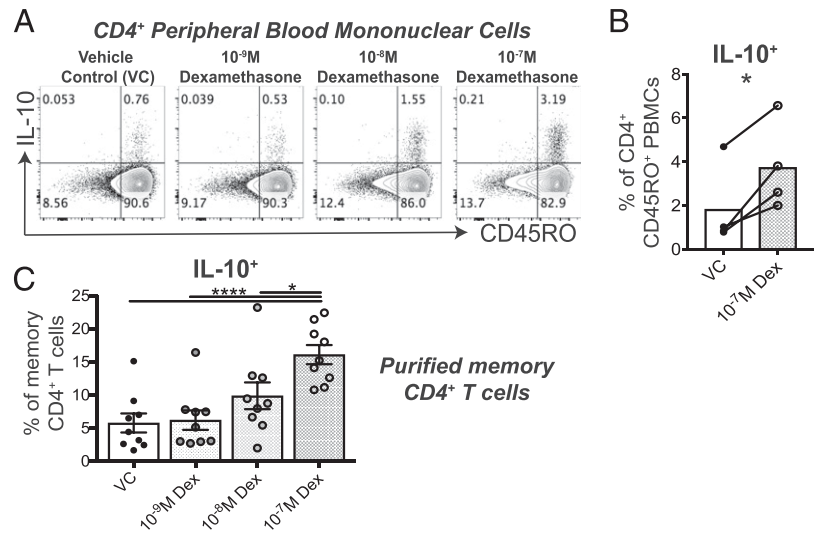 A
CD4⁺ Peripheral Blood Mononuclear Cells
Vehicle Control (VC)
10⁻⁹M Dexamethasone
10⁻⁸M Dexamethasone
10⁻⁷M Dexamethasone
IL-10
0.053 0.76
8.56 90.6
0.039 0.53
9.17 90.3
0.10 1.55
12.4 86.0
0.21 3.19
13.7 82.9
CD45RO
B
IL-10⁺
*
% of CD4⁺
CD45RO⁺ PBMCs
8
6
4
2
0
VC
10⁻⁷M Dex
C
IL-10⁺
**** *
% of memory
CD4⁺ T cells
25
20
15
10
5
0
VC
10⁻⁹M Dex
10⁻⁸M Dex
10⁻⁷M Dex
Purified memory
CD4⁺ T cells